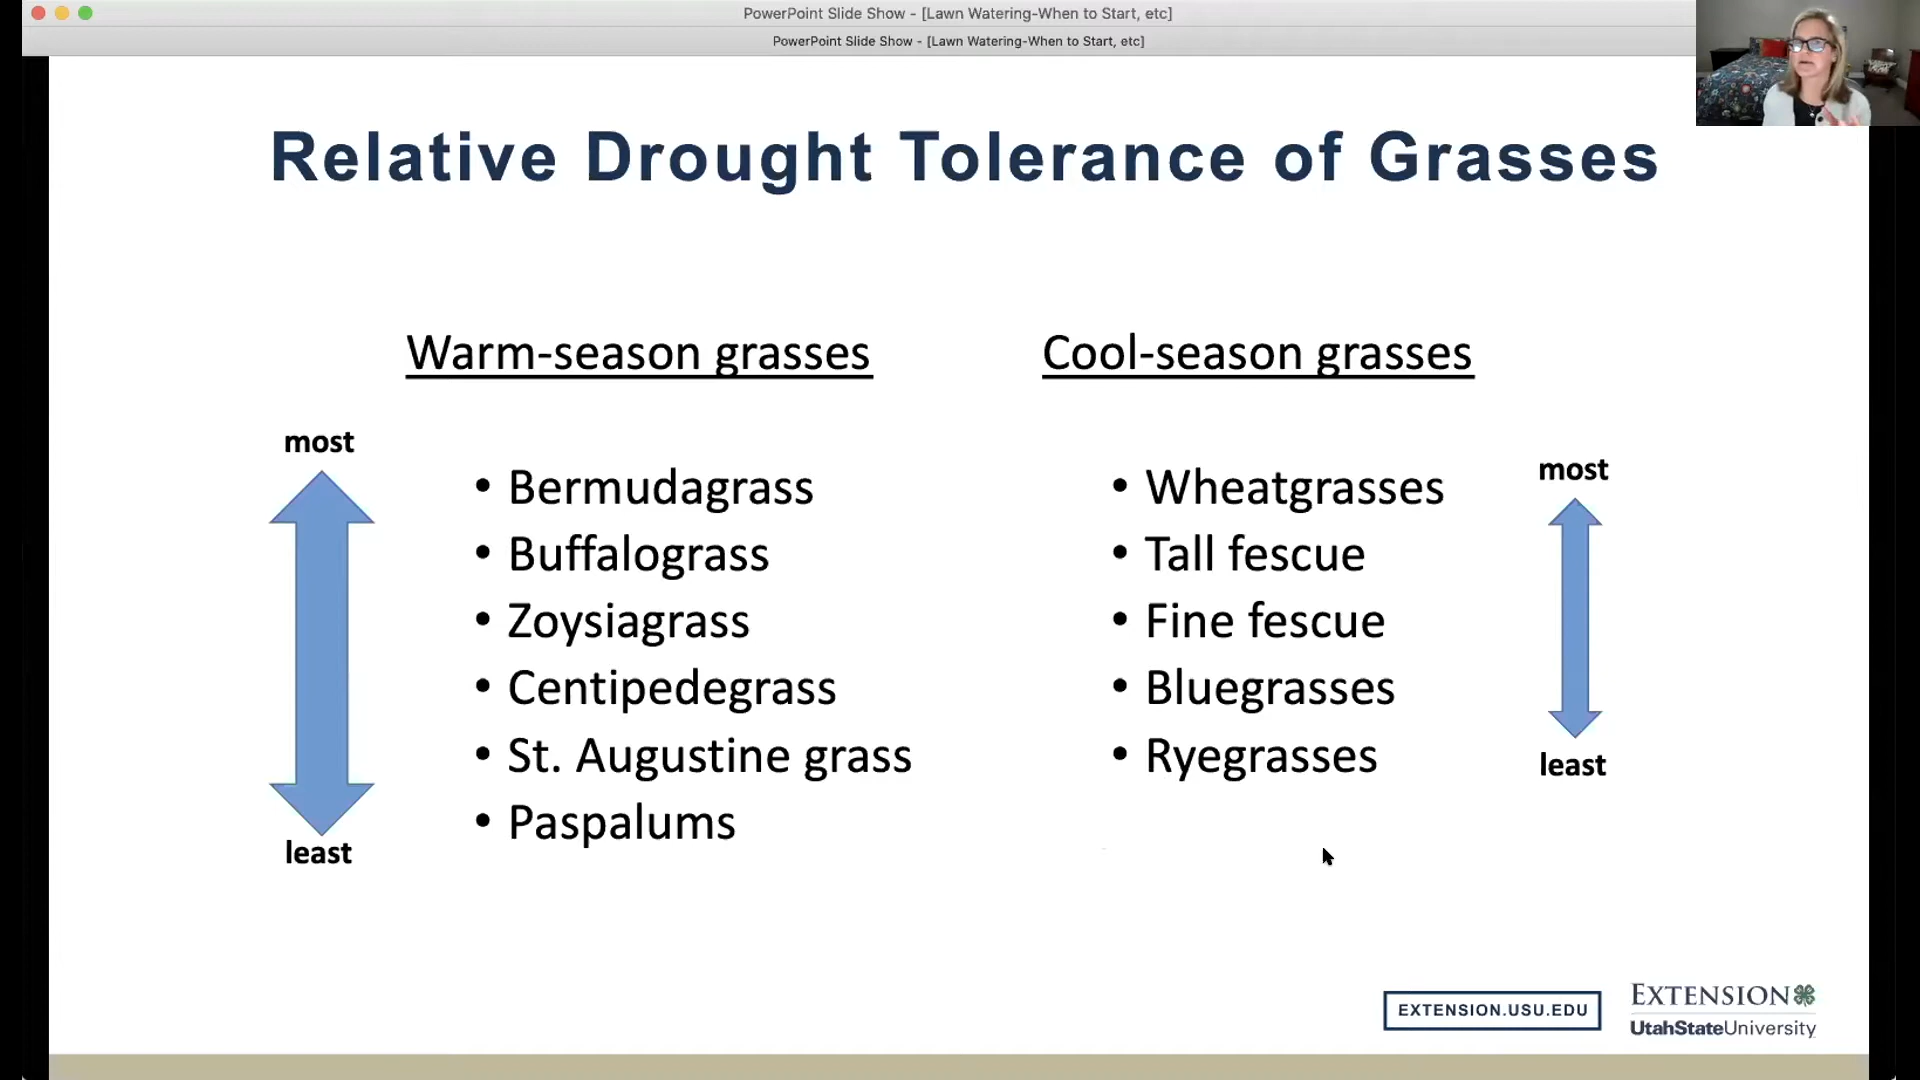 PowerPoint Slide Show - [Lawn Watering-When to Start, etc]
PowerPoint Slide Show - [Lawn Watering-When to Start, etc]
Relative Drought Tolerance of Grasses
Warm-season grasses
most
• Bermudagrass
• Buffalograss
• Zoysiagrass
• Centipedegrass
• St. Augustine grass
• Paspalums
least
Cool-season grasses
• Wheatgrasses
• Tall fescue
• Fine fescue
• Bluegrasses
• Ryegrasses
most
least
EXTENSION.USU.EDU
EXTENSION
UtahStateUniversity